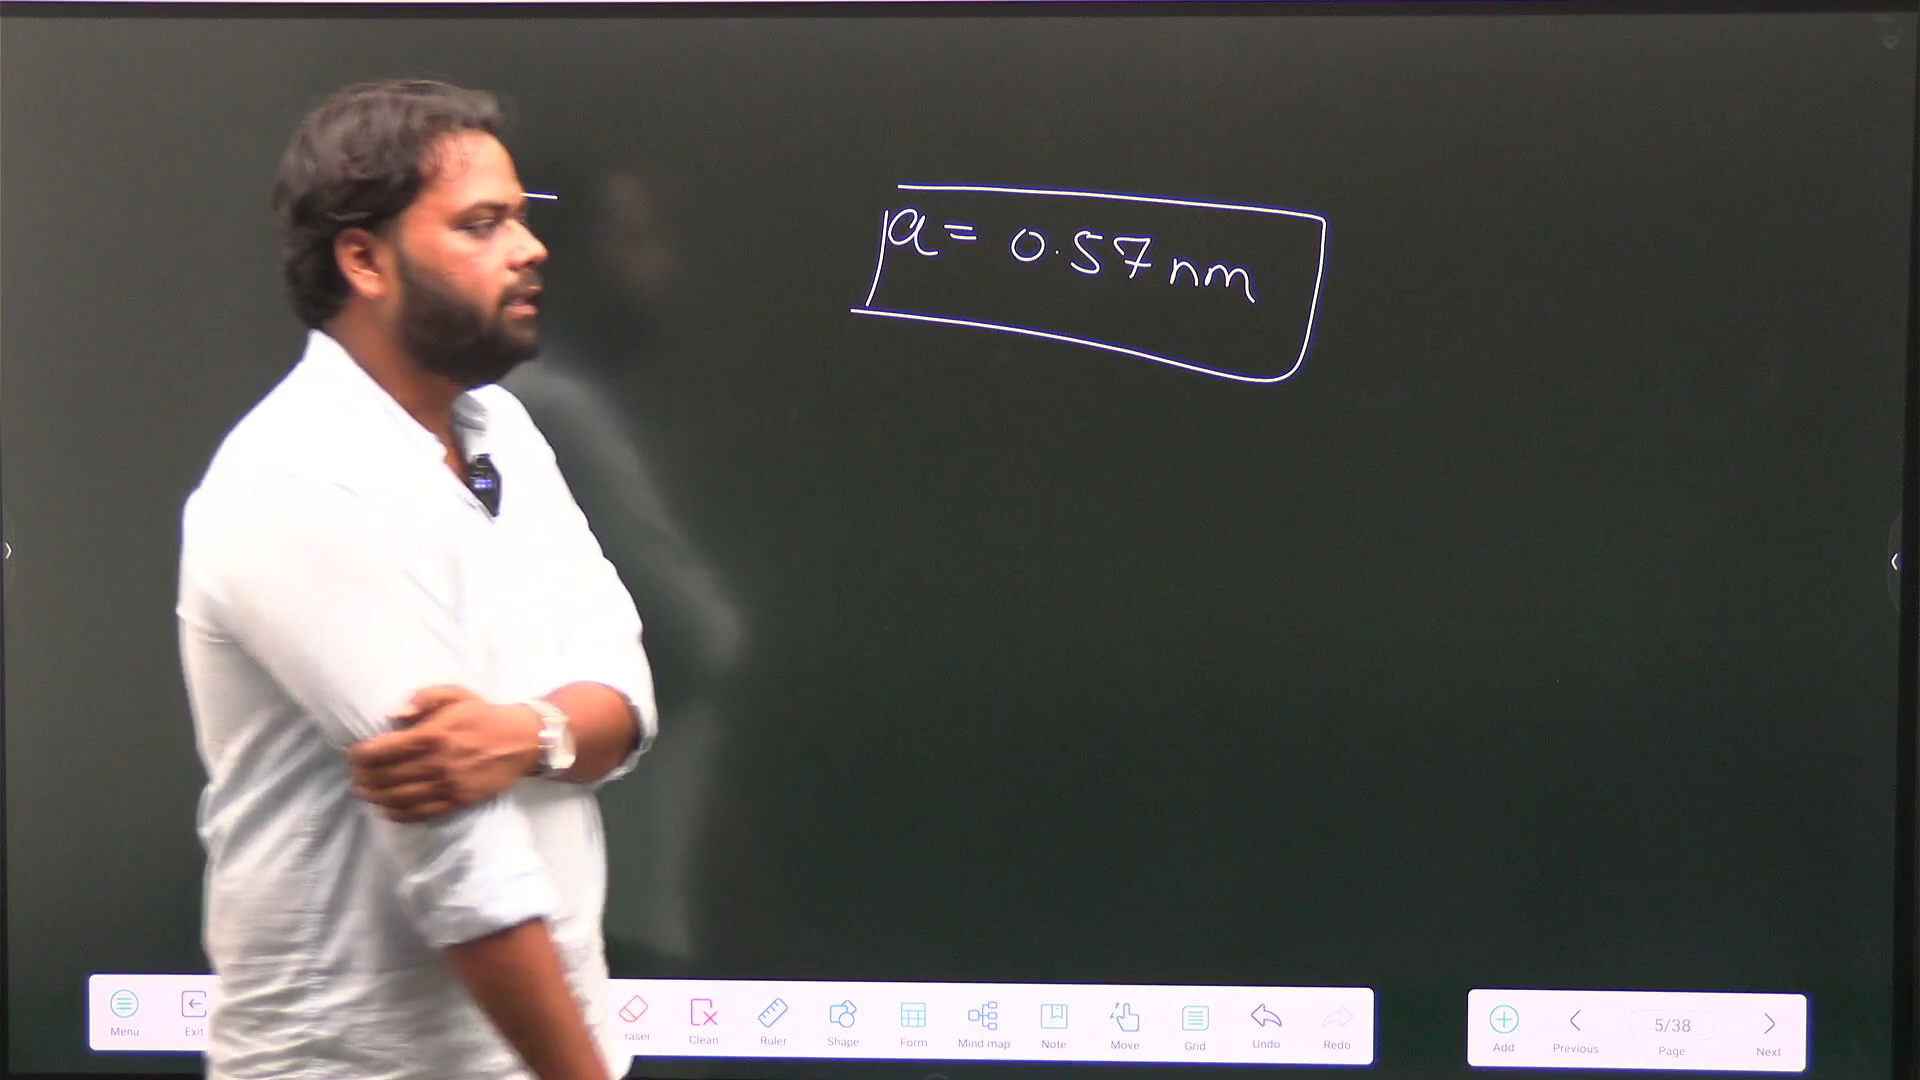 a = 0.57 nm
Menu
Exit
raser
Clean
Ruler
Shape
Form
Mind map
Note
Move
Grid
Undo
Redo
Add
Previous
5/38
Page
Next